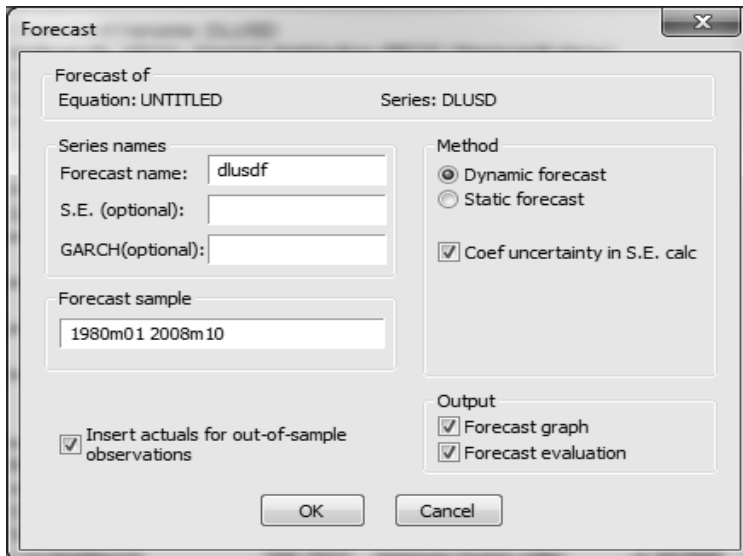 Forecast
Forecast of
Equation: UNTITLED
Series: DLUSD
Series names
Forecast name:
dlusdf
S.E. (optional):
GARCH(optional):
Forecast sample
1980m01 2008m10
Insert actuals for out-of-sample
observations
Method
Dynamic forecast
Static forecast
Coef uncertainty in S.E. calc
Output
Forecast graph
Forecast evaluation
OK
Cancel